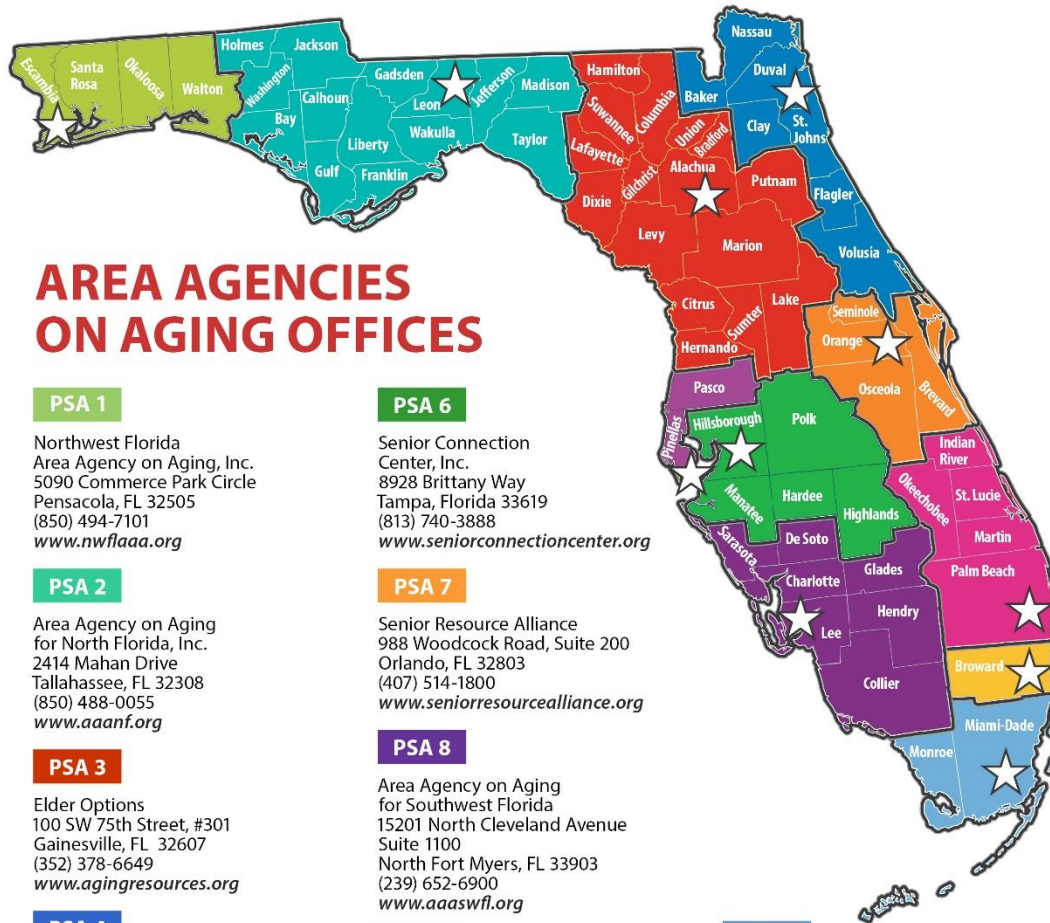 Escambia
Santa
Rosa
Okaloosa
Walton
Holmes
Jackson
Washington
Bay
Calhoun
Gadsden
Leon
Jefferson
Madison
Liberty
Wakulla
Taylor
Gulf
Franklin
Hamilton
Suwannee
Columbia
Lafayette
Union
Bradford
Gilchrist
Alachua
Dixie
Putnam
Levy
Marion
Citrus
Sumter
Lake
Hernando
Nassau
Duval
Baker
Clay
St.
Johns
Flagler
Volusia
Seminole
Orange
Osceola
Brevard
Pasco
Pinellas
Hillsborough
Polk
Manatee
Hardee
Highlands
Indian
River
Okeechobee
St. Lucie
Martin
Palm Beach
Sarasota
De Soto
Charlotte
Glades
Lee
Hendry
Collier
Broward
Miami-Dade
Monroe
AREA AGENCIES
ON AGING OFFICES
PSA 1
Northwest Florida
Area Agency on Aging, Inc.
5090 Commerce Park Circle
Pensacola, FL 32505
(850) 494-7101
www.nwflaaa.org
PSA 2
Area Agency on Aging
for North Florida, Inc.
2414 Mahan Drive
Tallahassee, FL 32308
(850) 488-0055
www.aaanf.org
PSA 3
Elder Options
100 SW 75th Street, #301
Gainesville, FL 32607
(352) 378-6649
www.agingresources.org
PSA 6
Senior Connection
Center, Inc.
8928 Brittany Way
Tampa, Florida 33619
(813) 740-3888
www.seniorconnectioncenter.org
PSA 7
Senior Resource Alliance
988 Woodcock Road, Suite 200
Orlando, FL 32803
(407) 514-1800
www.seniorresourcealliance.org
PSA 8
Area Agency on Aging
for Southwest Florida
15201 North Cleveland Avenue
Suite 1100
North Fort Myers, FL 33903
(239) 652-6900
www.aaaswfl.org